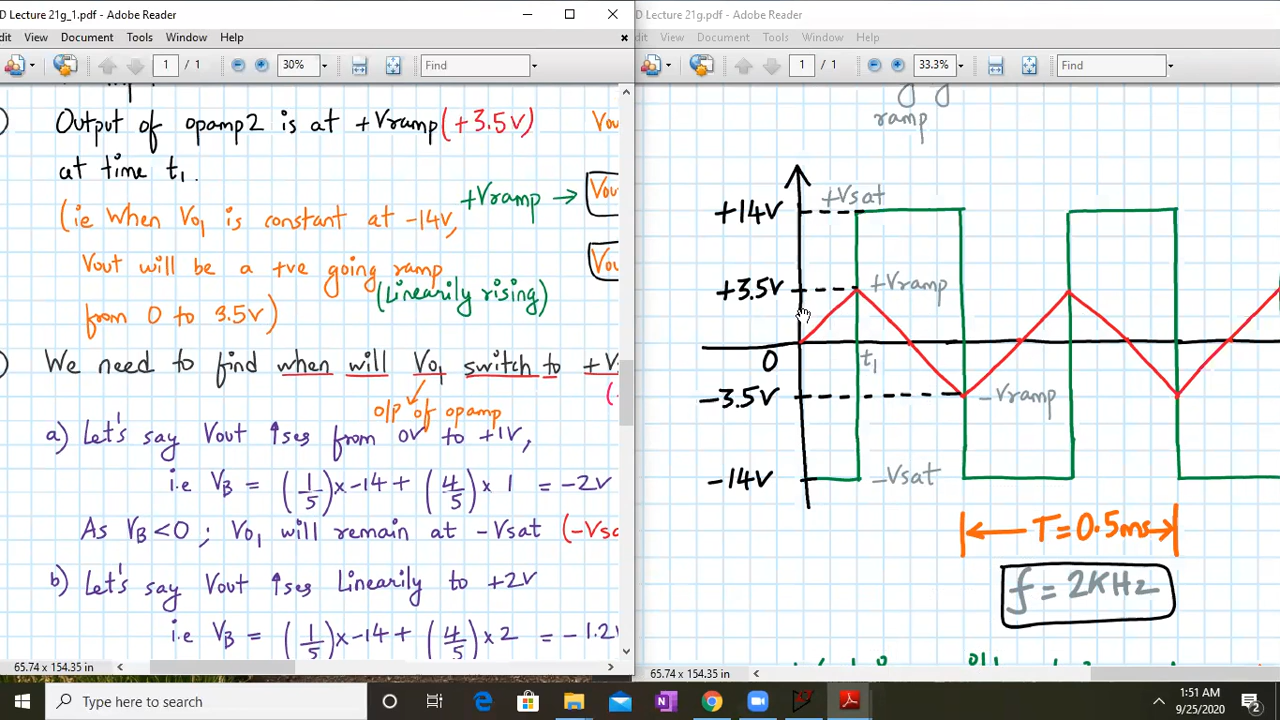 D Lecture 21g_1.pdf - Adobe Reader
dit View Document Tools Window Help
1 / 1 30% Find
Output of opamp2 is at +Vramp (+3.5V)
at time t1.
(ie when Vo1 is constant at -14V,
+Vramp →
Vout will be a +ve going ramp
(Linearily rising)
from 0 to 3.5V)
We need to find when will Vo1 switch to
o/p of opamp
a) Let's say Vout ↑ses from 0V to +1V,
i.e VB = (1/5)x-14+ (4/5)x 1 = -2V
As VB<0 ; Vo1 will remain at -Vsat
b) Let's say Vout ↑ses Linearily to +2V
i.e VB = (1/5)x-14+ (4/5)x2 = -1.2V
65.74 x 154.35 in
D Lecture 21g.pdf - Adobe Reader
dit View Document Tools Window Help
1 / 1 33.3% Find
ramp
+14V
+Vsat
+3.5V
+Vramp
0
t1
-3.5V
-Vramp
-14V
-Vsat
T=0.5ms
f = 2KHz
65.74 x 154.35 in
Type here to search
1:51 AM
9/25/2020
2